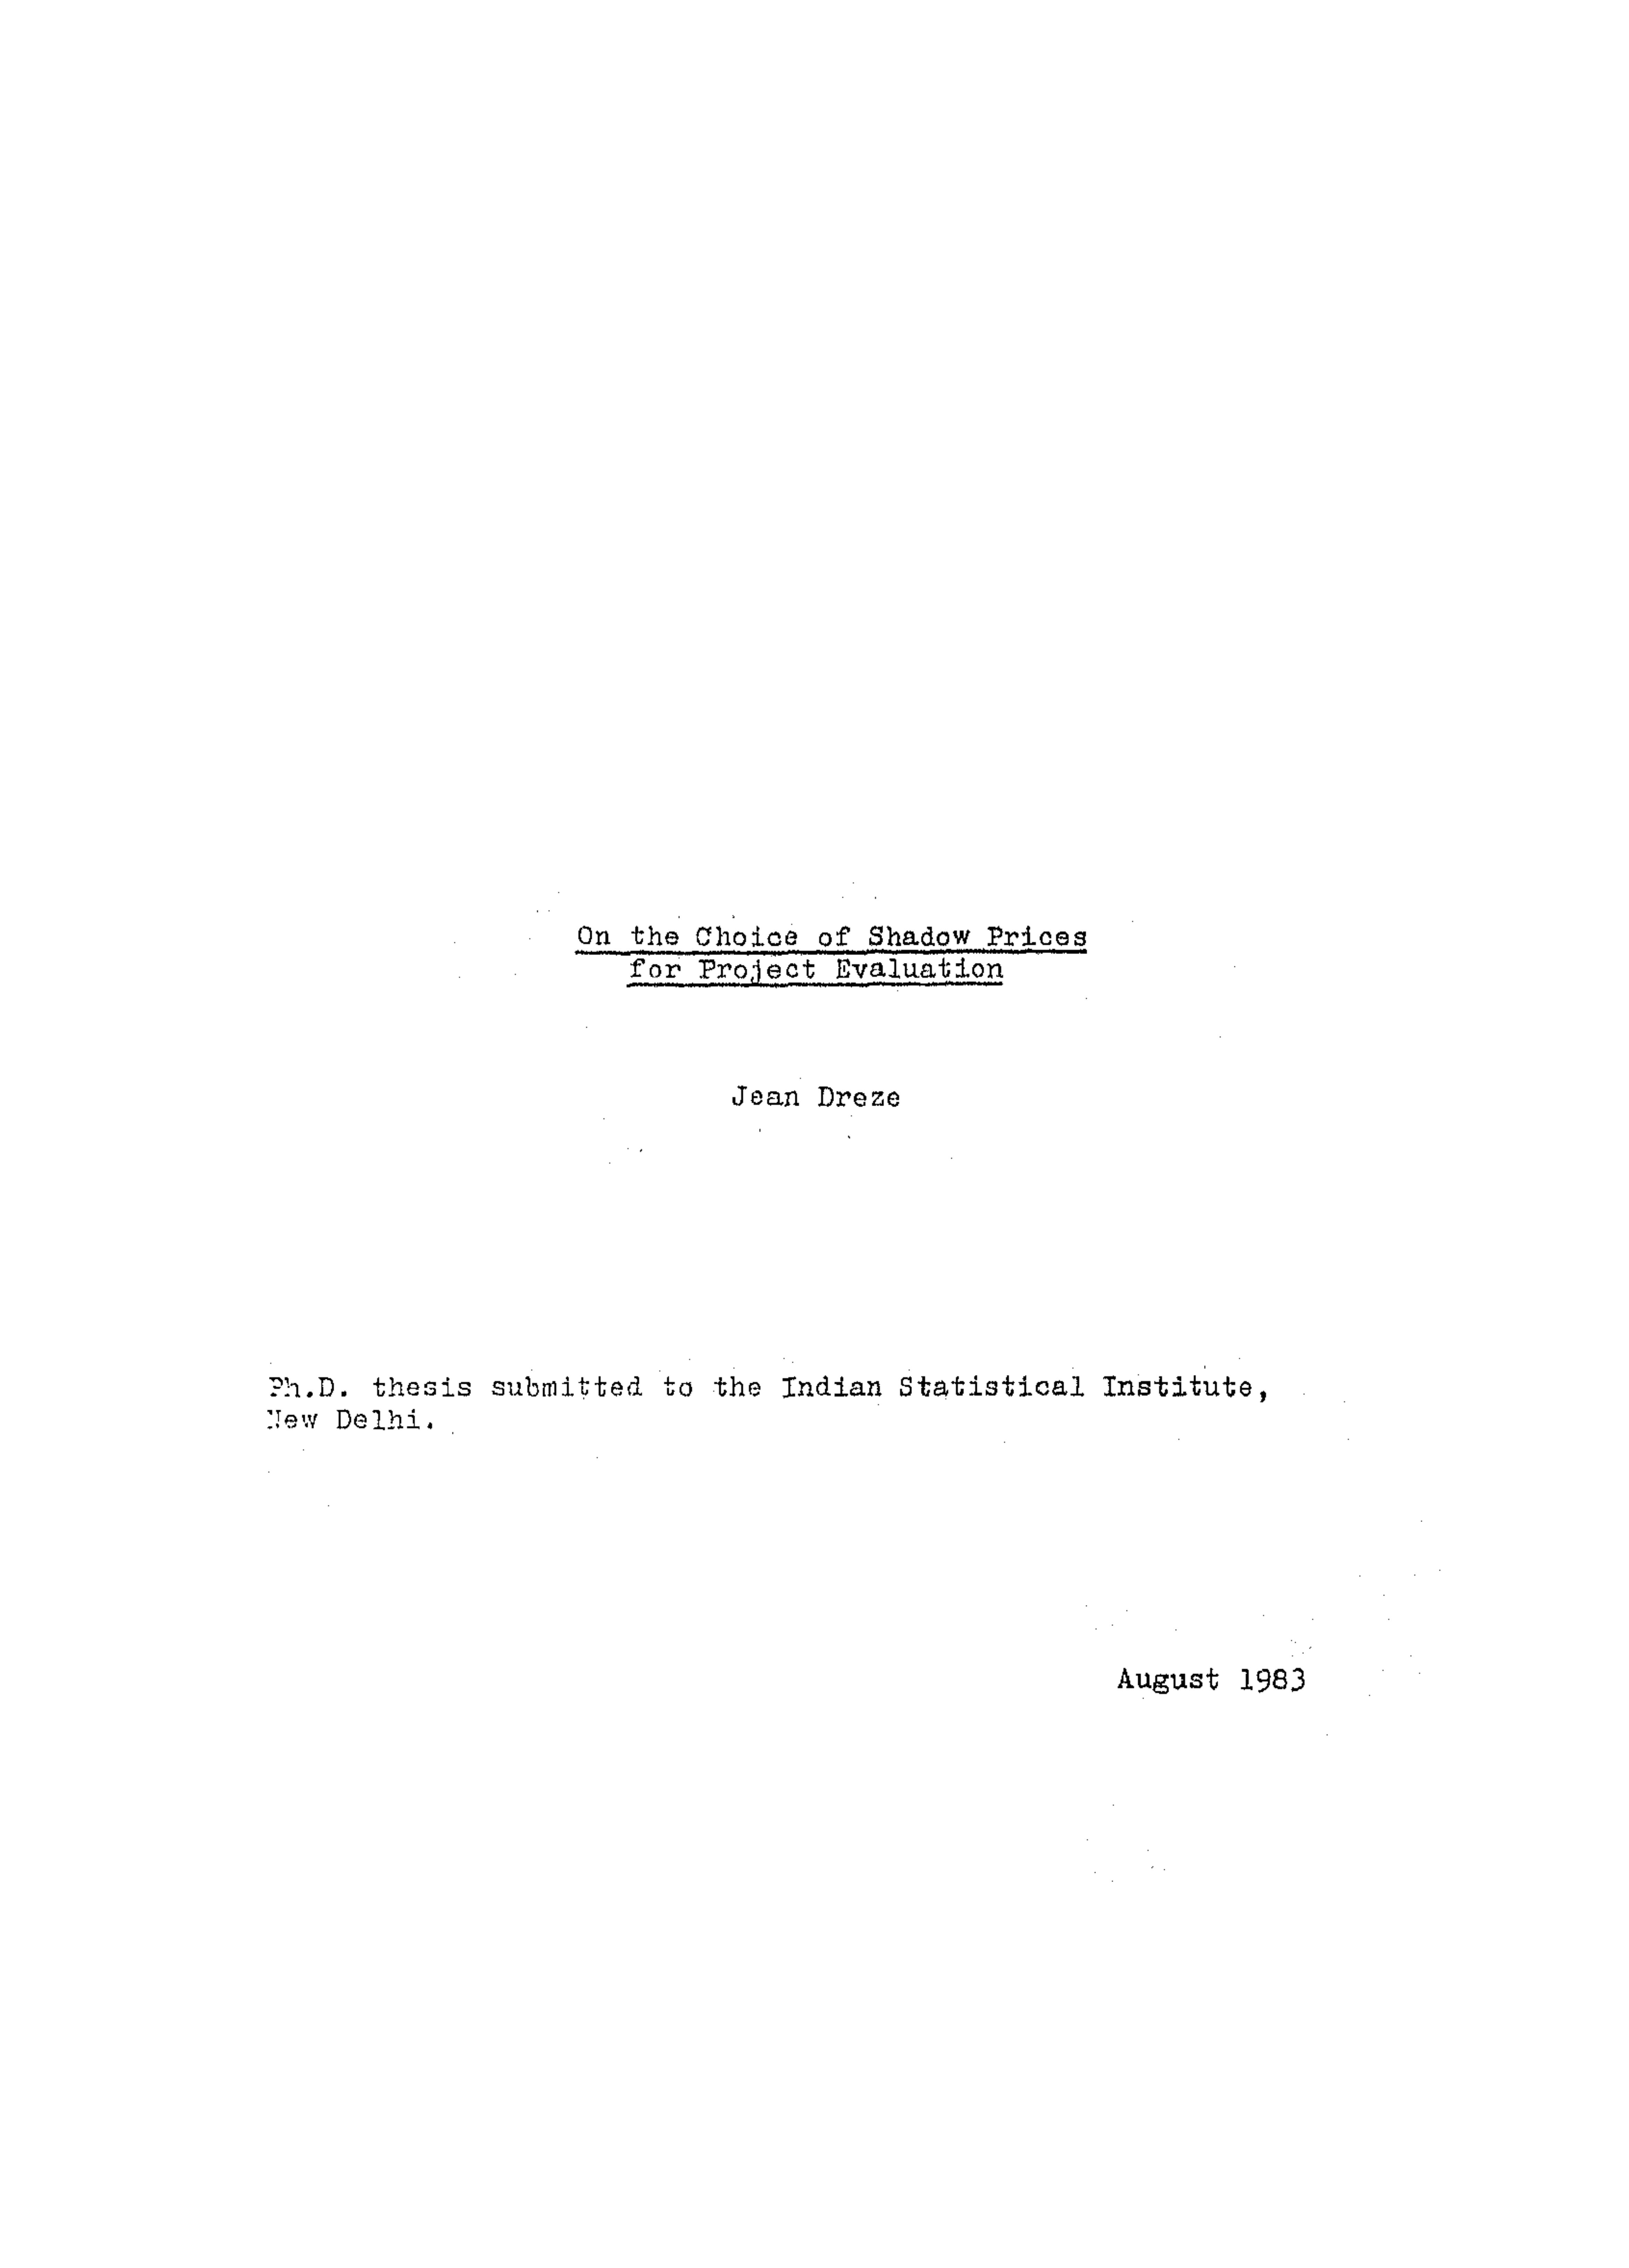 On the Choice of Shadow Prices
for Project Evaluation
Jean Dreze
Ph.D. thesis submitted to the Indian Statistical Institute,
New Delhi.
August 1983